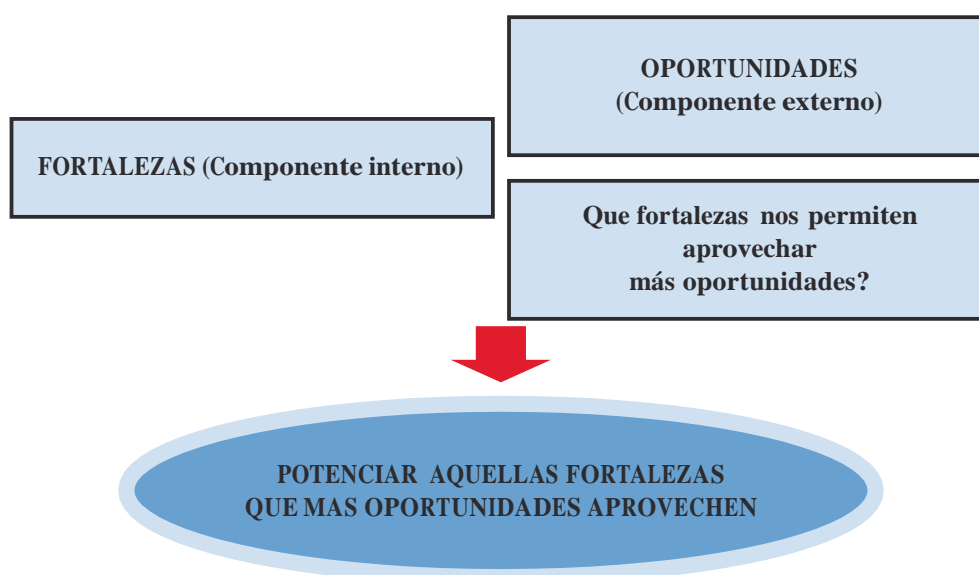 OPORTUNIDADES
(Componente externo)
FORTALEZAS (Componente interno)
Que fortalezas nos permiten
aprovechar
más oportunidades?
POTENCIAR AQUELLAS FORTALEZAS
QUE MAS OPORTUNIDADES APROVECHEN